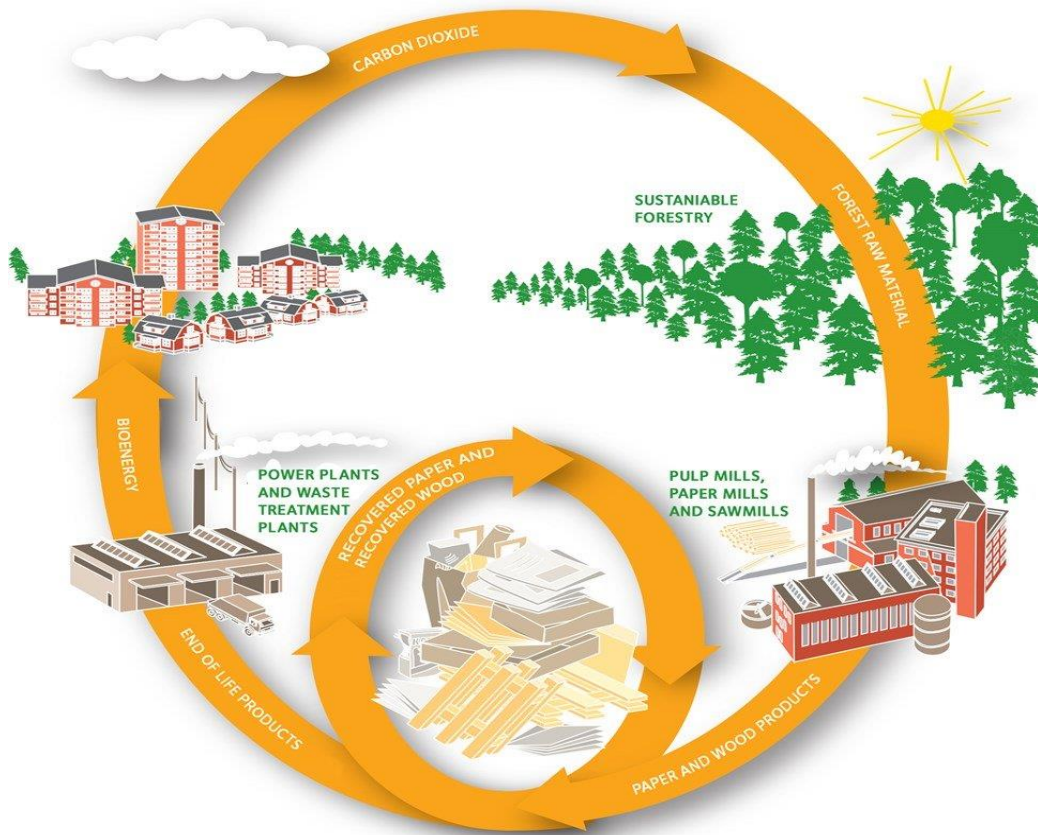 CARBON DIOXIDE
SUSTANIABLE
FORESTRY
FOREST RAW MATERIAL
BIOENERGY
POWER PLANTS
AND WASTE
TREATMENT
PLANTS
RECOVERED PAPER AND
RECOVERED WOOD
PULP MILLS,
PAPER MILLS
AND SAWMILLS
END OF LIFE PRODUCTS
PAPER AND WOOD PRODUCTS